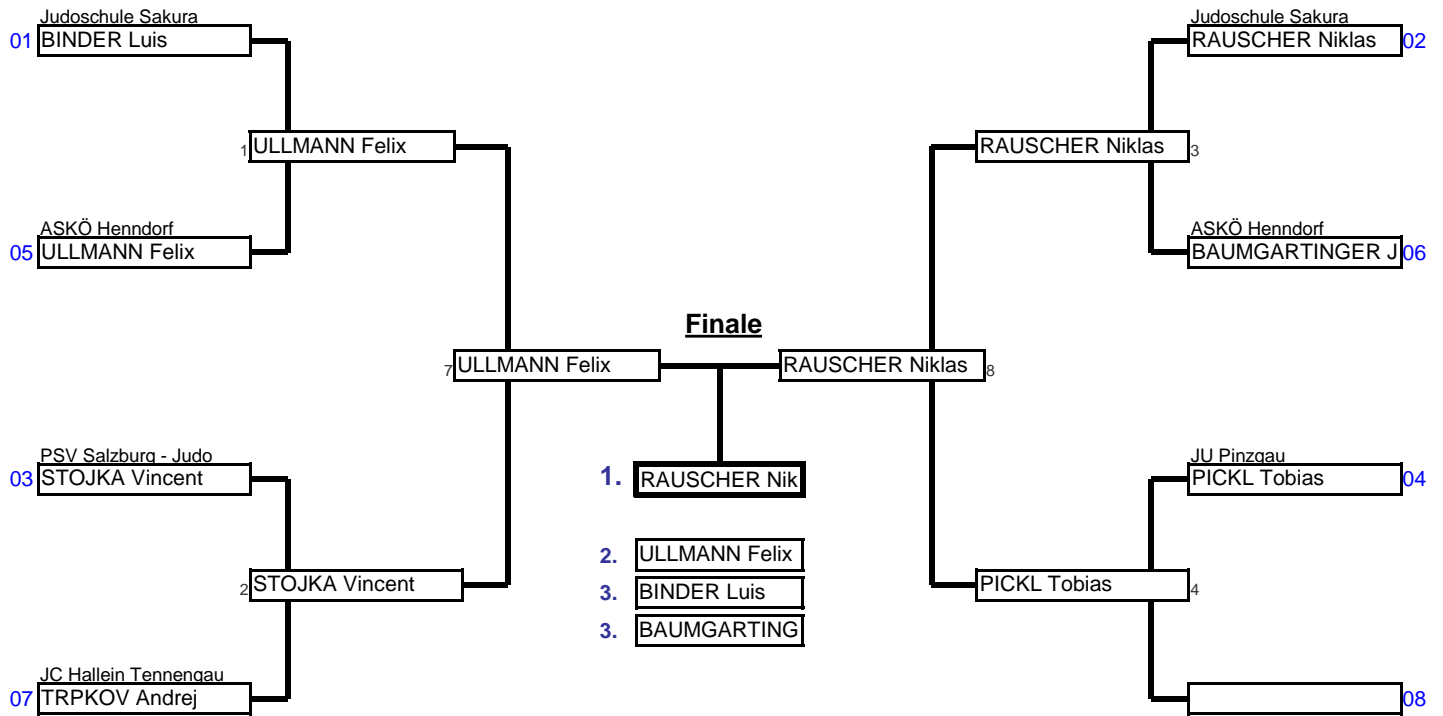 Judoschule Sakura
01 BINDER Luis
Judoschule Sakura
RAUSCHER Niklas 02
1 ULLMANN Felix
RAUSCHER Niklas 3
ASKÖ Henndorf
05 ULLMANN Felix
ASKÖ Henndorf
BAUMGARTINGER J 06
Finale
7 ULLMANN Felix
RAUSCHER Niklas 8
PSV Salzburg - Judo
03 STOJKA Vincent
1. RAUSCHER Nik
JU Pinzgau
PICKL Tobias 04
2. ULLMANN Felix
2 STOJKA Vincent
3. BINDER Luis
PICKL Tobias 4
3. BAUMGARTING
JC Hallein Tennengau
07 TRPKOV Andrej
08